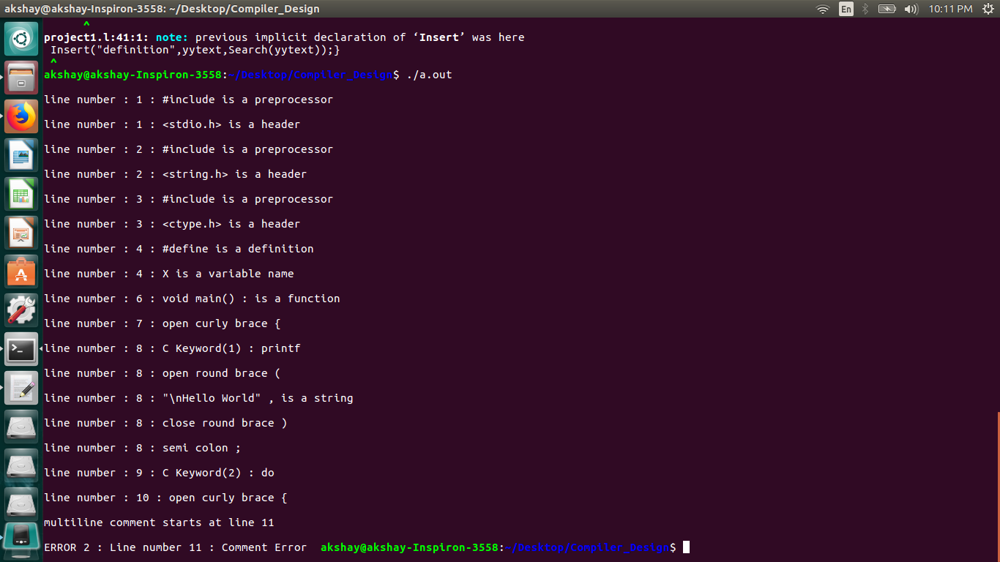 akshay@akshay-Inspiron-3558: ~/Desktop/Compiler_Design
En
10:11 PM
^
project1.l:41:1: note: previous implicit declaration of ‘Insert’ was here
Insert("definition",yytext,Search(yytext));}
^
akshay@akshay-Inspiron-3558:~/Desktop/Compiler_Design$ ./a.out
line number : 1 : #include is a preprocessor
line number : 1 : <stdio.h> is a header
line number : 2 : #include is a preprocessor
line number : 2 : <string.h> is a header
line number : 3 : #include is a preprocessor
line number : 3 : <ctype.h> is a header
line number : 4 : #define is a definition
line number : 4 : X is a variable name
line number : 6 : void main() : is a function
line number : 7 : open curly brace {
line number : 8 : C Keyword(1) : printf
line number : 8 : open round brace (
line number : 8 : "\nHello World" , is a string
line number : 8 : close round brace )
line number : 8 : semi colon ;
line number : 9 : C Keyword(2) : do
line number : 10 : open curly brace {
multiline comment starts at line 11
ERROR 2 : Line number 11 : Comment Error  akshay@akshay-Inspiron-3558:~/Desktop/Compiler_Design$